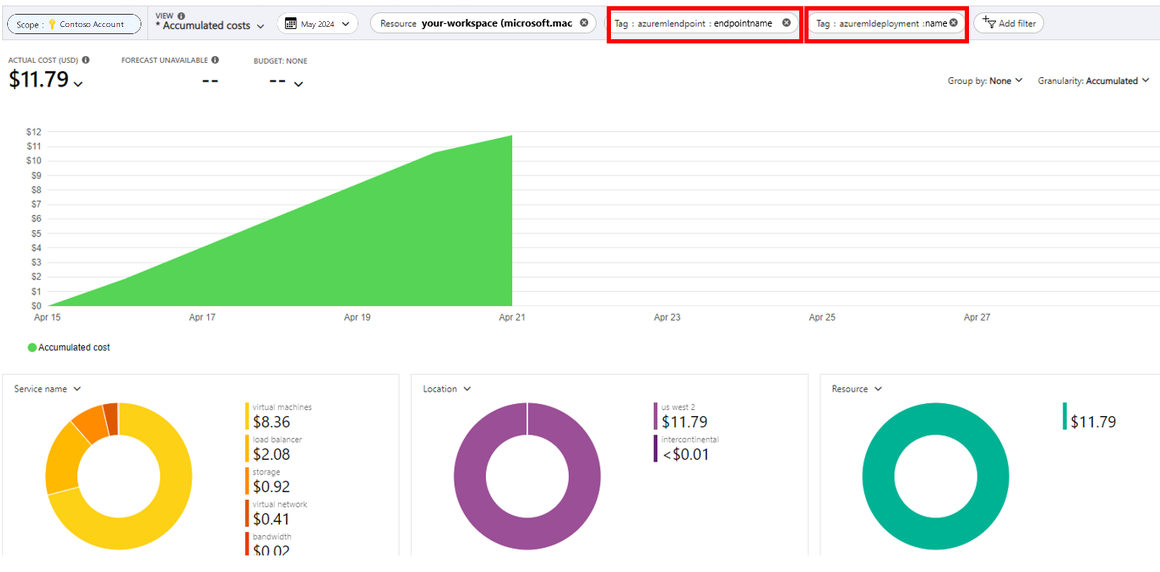 Scope : Contoso Account
VIEW
* Accumulated costs
May 2024
Resource your-workspace (microsoft.mac
Tag : azuremlendpoint : endpointname
Tag : azuremldeployment :name
Add filter
ACTUAL COST (USD)
$11.79
FORECAST UNAVAILABLE
--
BUDGET: NONE
--
Group by: None
Granularity: Accumulated
$12
$11
$10
$9
$8
$7
$6
$5
$4
$3
$2
$1
$0
Apr 15
Apr 17
Apr 19
Apr 21
Apr 23
Apr 25
Apr 27
Accumulated cost
Service name
virtual machines
$8.36
load balancer
$2.08
storage
$0.92
virtual network
$0.41
bandwidth
$0.02
Location
us west 2
$11.79
intercontinental
<$0.01
Resource
$11.79